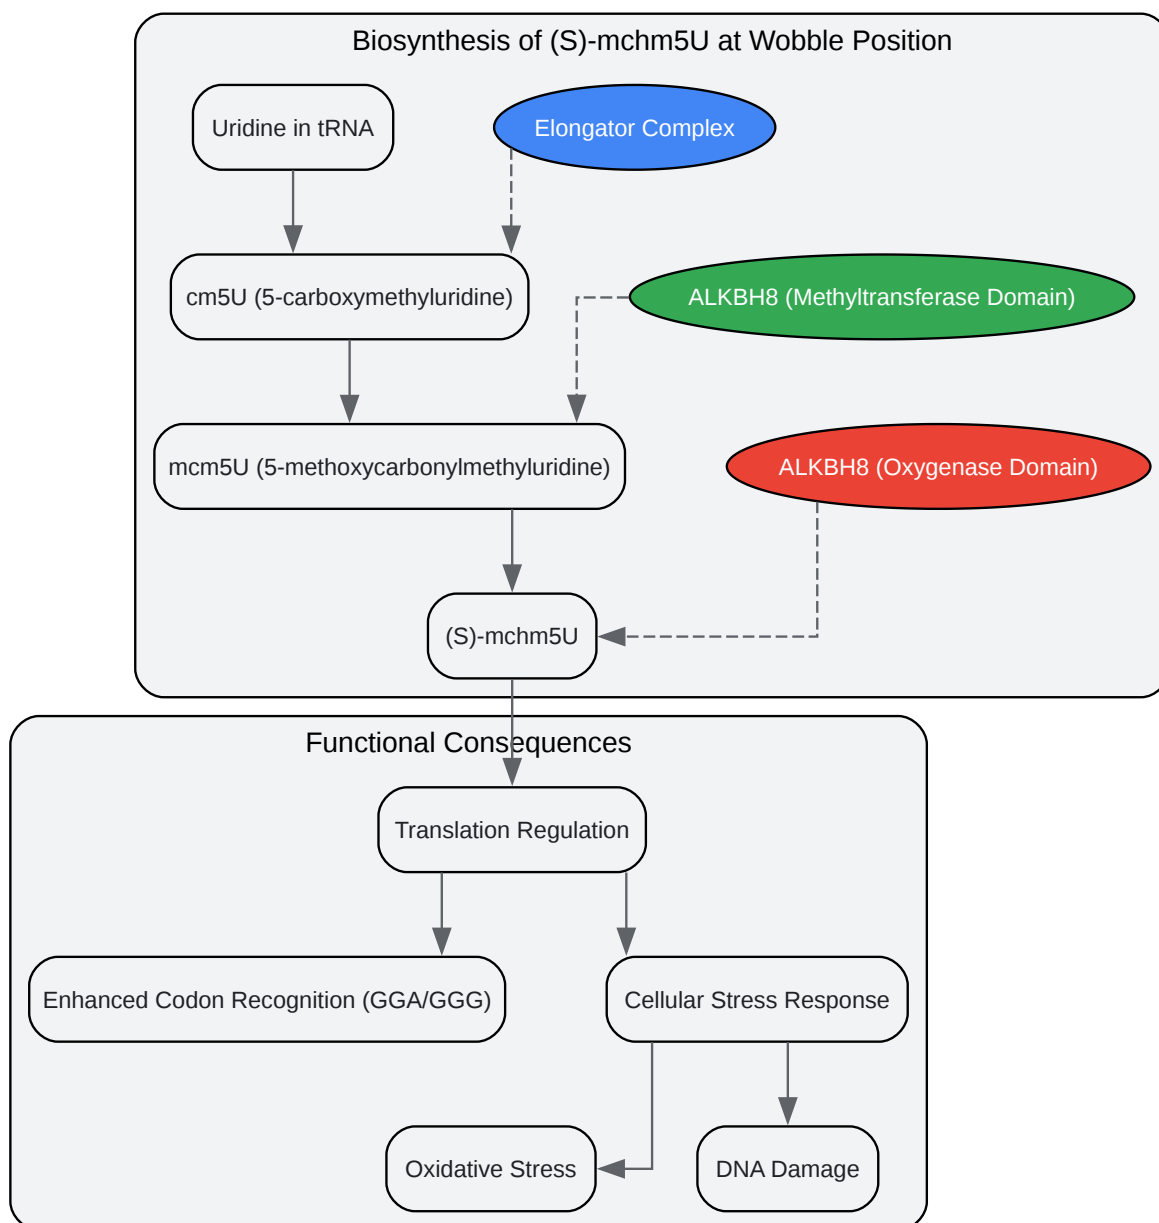 Biosynthesis of (S)-mchm5U at Wobble Position
Uridine in tRNA
Elongator Complex
cm5U (5-carboxymethyluridine)
ALKBH8 (Methyltransferase Domain)
mcm5U (5-methoxycarbonylmethyluridine)
ALKBH8 (Oxygenase Domain)
(S)-mchm5U
Functional Consequences
Translation Regulation
Enhanced Codon Recognition (GGA/GGG)
Cellular Stress Response
Oxidative Stress
DNA Damage